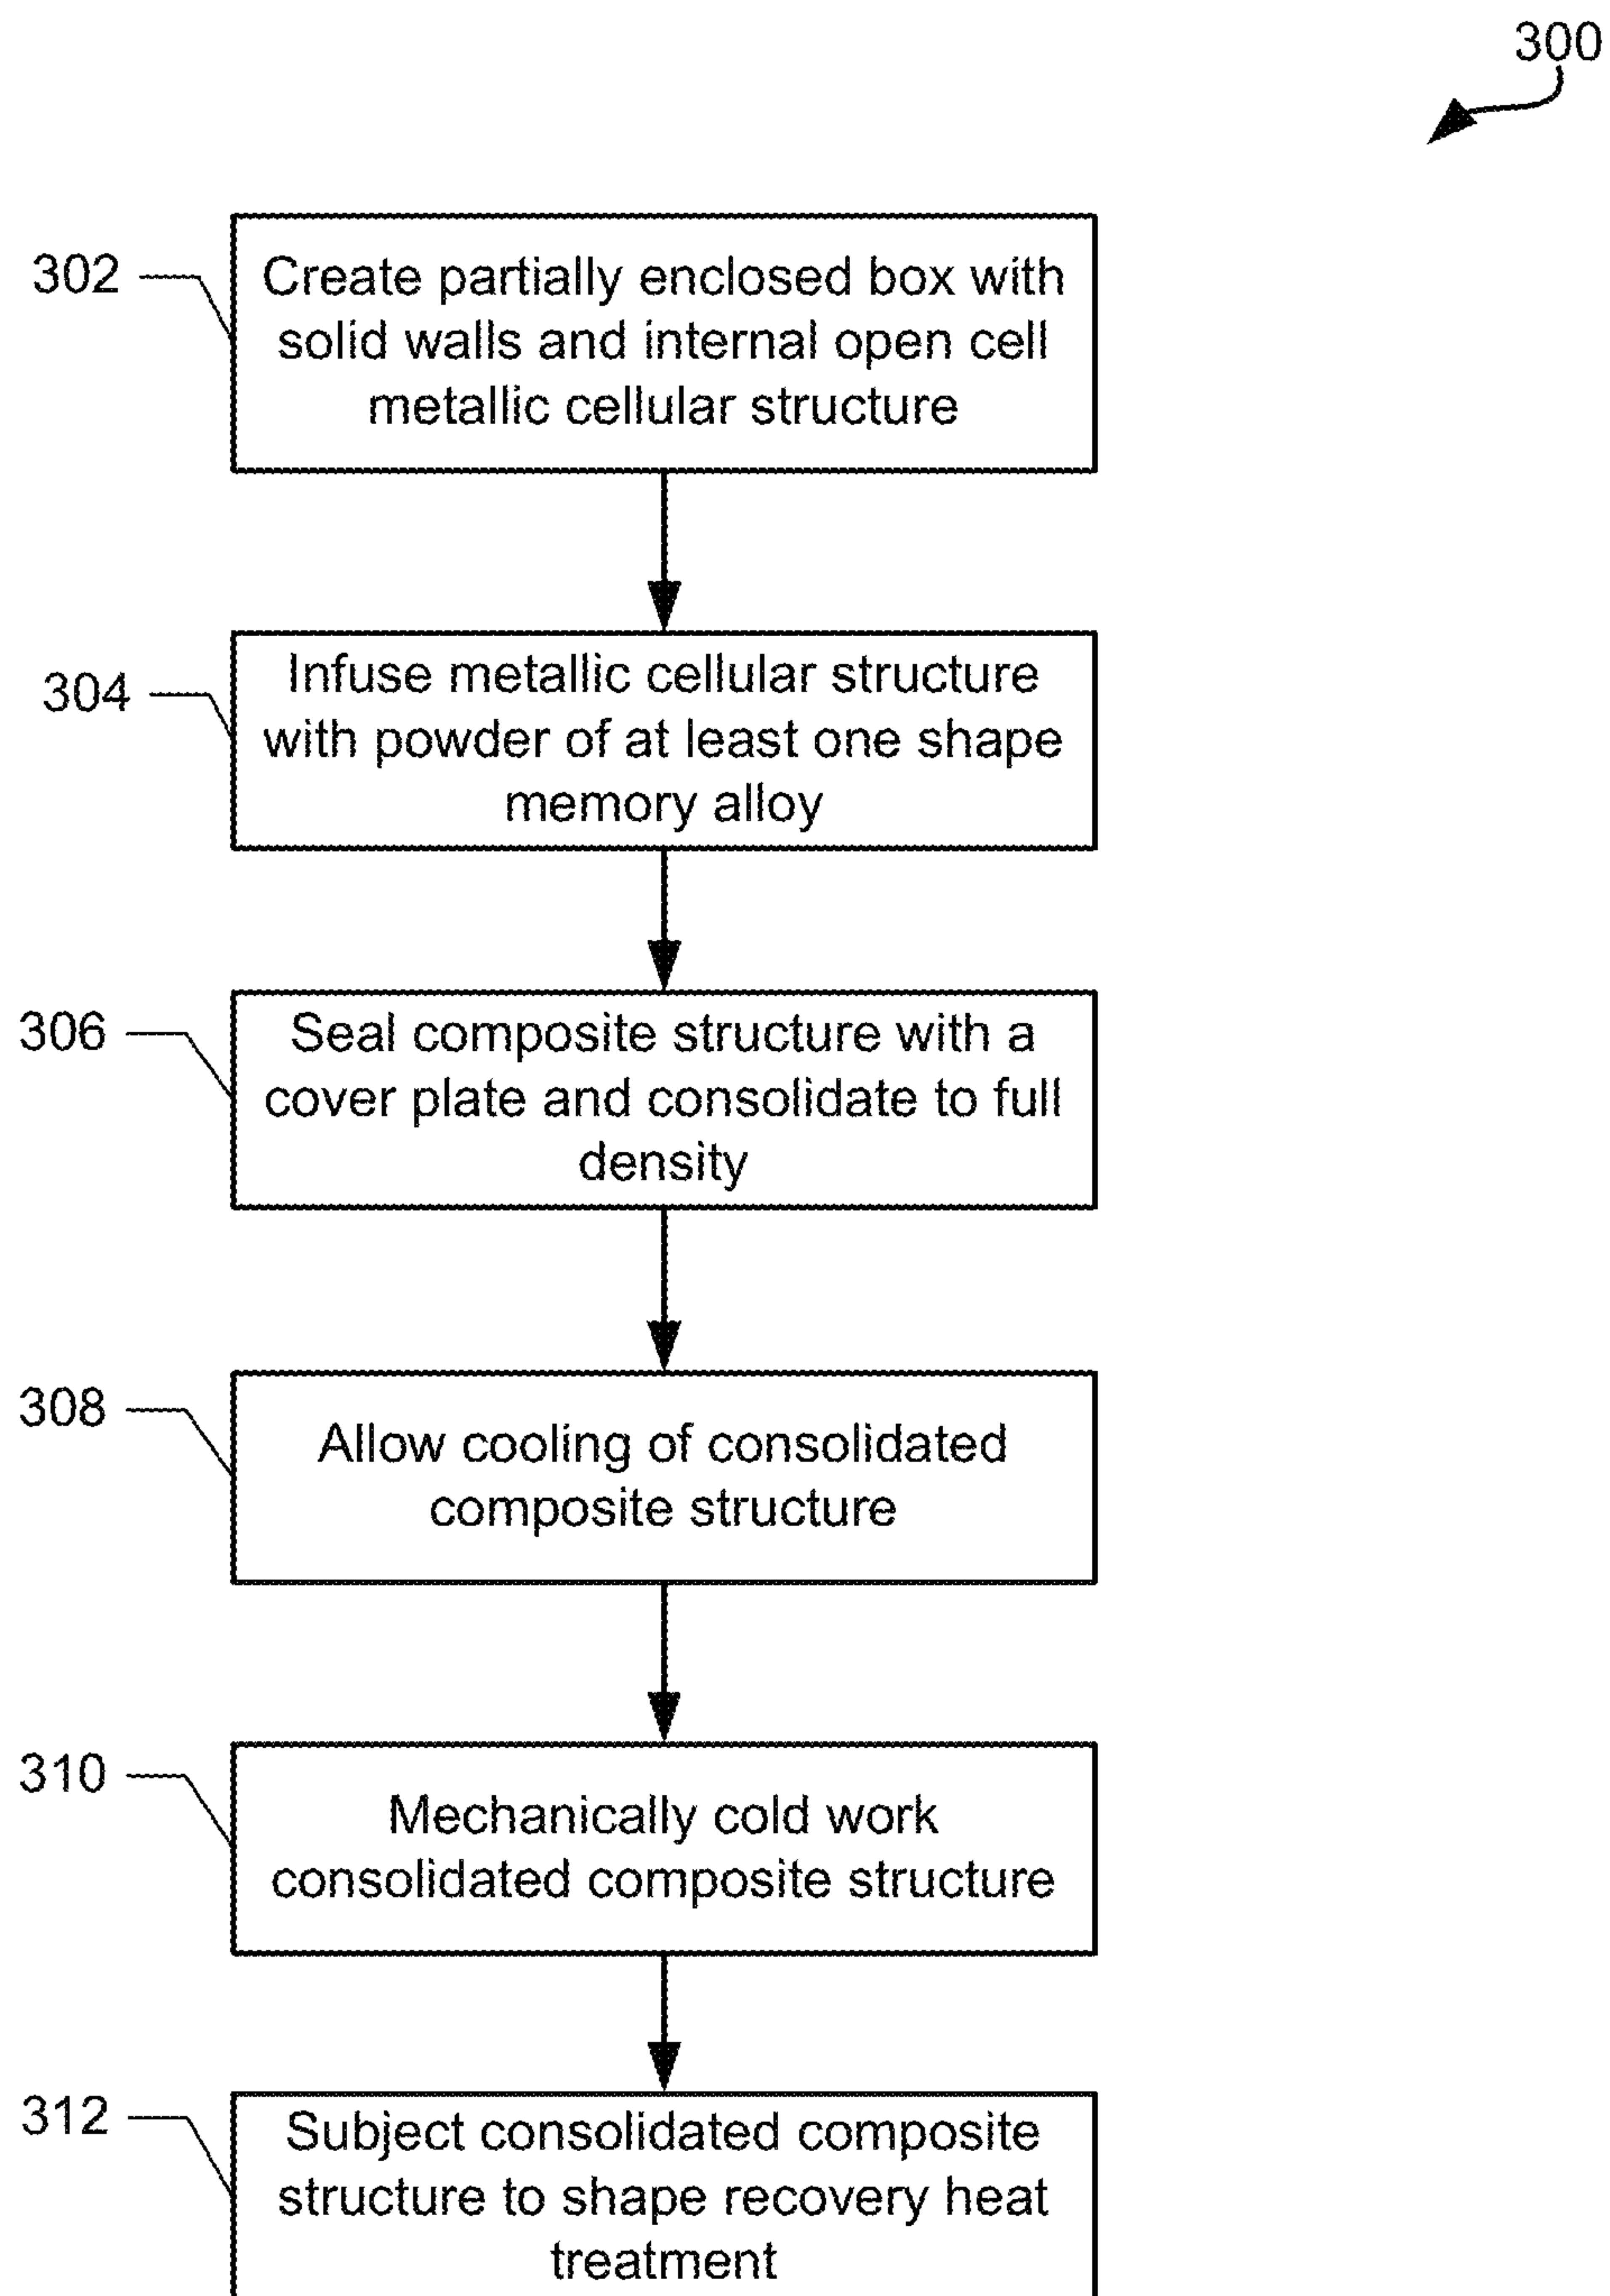 300
302
Create partially enclosed box with
solid walls and internal open cell
metallic cellular structure
304
Infuse metallic cellular structure
with powder of at least one shape
memory alloy
306
Seal composite structure with a
cover plate and consolidate to full
density
308
Allow cooling of consolidated
composite structure
310
Mechanically cold work
consolidated composite structure
312
Subject consolidated composite
structure to shape recovery heat
treatment